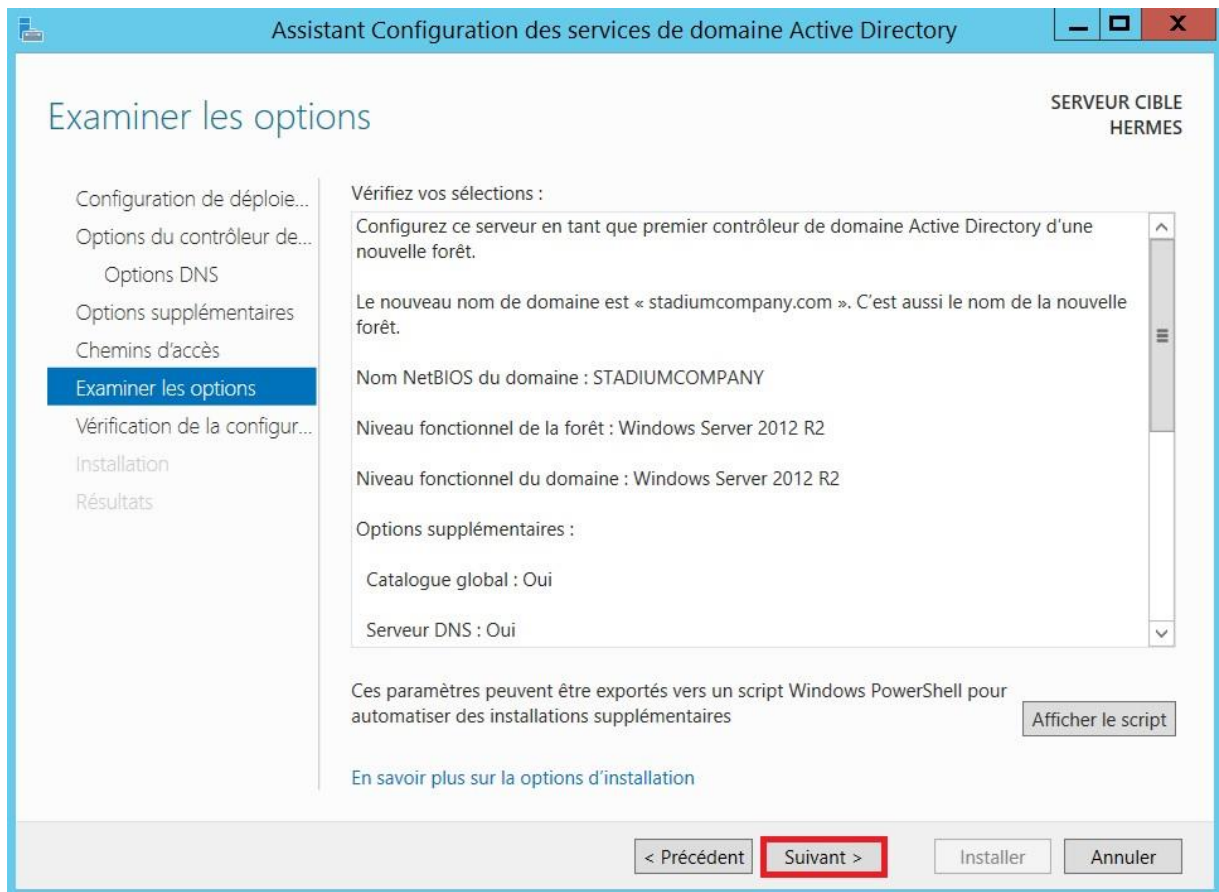 Assistant Configuration des services de domaine Active Directory
X
Examiner les options
SERVEUR CIBLE
HERMES
Configuration de déploie...
Options du contrôleur de...
Options DNS
Options supplémentaires
Chemins d'accès
Examiner les options
Vérification de la configur...
Installation
Résultats
Vérifiez vos sélections :
Configurez ce serveur en tant que premier contrôleur de domaine Active Directory d'une
nouvelle forêt.
Le nouveau nom de domaine est « stadiumcompany.com ». C'est aussi le nom de la nouvelle
forêt.
Nom NetBIOS du domaine : STADIUMCOMPANY
Niveau fonctionnel de la forêt : Windows Server 2012 R2
Niveau fonctionnel du domaine : Windows Server 2012 R2
Options supplémentaires :
Catalogue global : Oui
Serveur DNS : Oui
Ces paramètres peuvent être exportés vers un script Windows PowerShell pour
automatiser des installations supplémentaires
Afficher le script
En savoir plus sur la options d'installation
< Précédent
Suivant >
Installer
Annuler